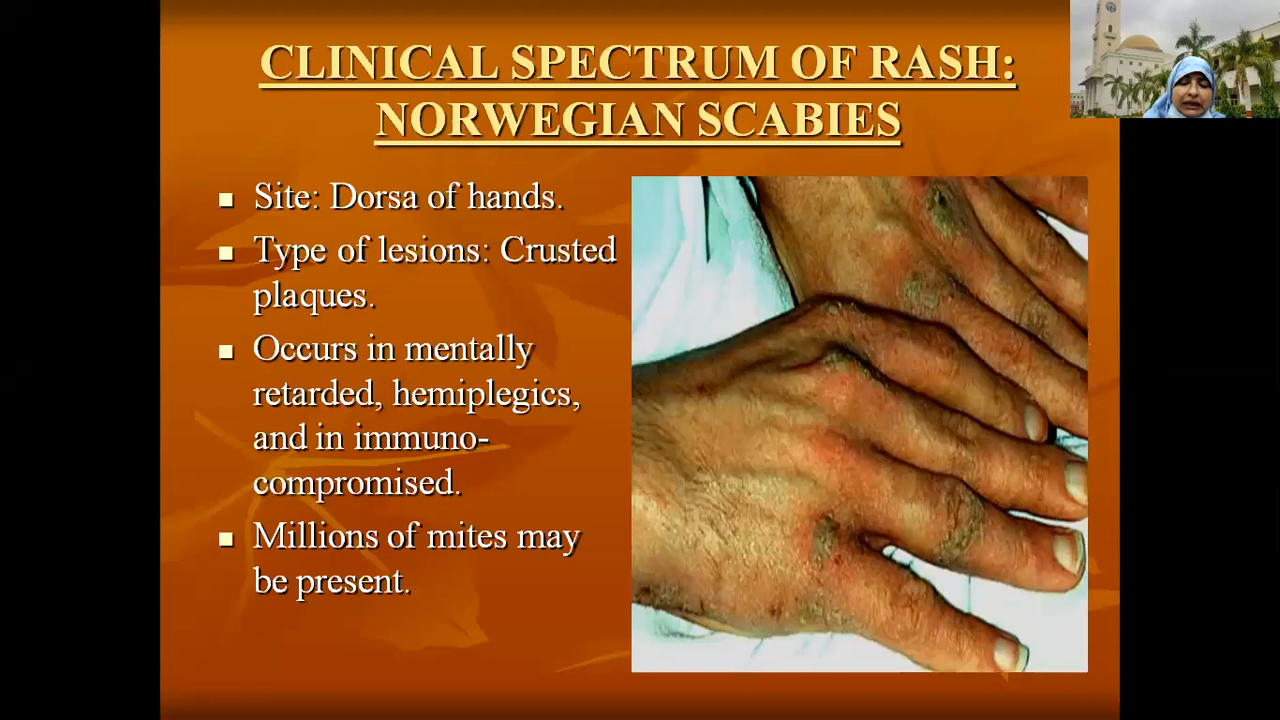 CLINICAL SPECTRUM OF RASH:
NORWEGIAN SCABIES
Site: Dorsa of hands.
Type of lesions: Crusted
plaques.
Occurs in mentally
retarded, hemiplegics,
and in immuno-
compromised.
Millions of mites may
be present.